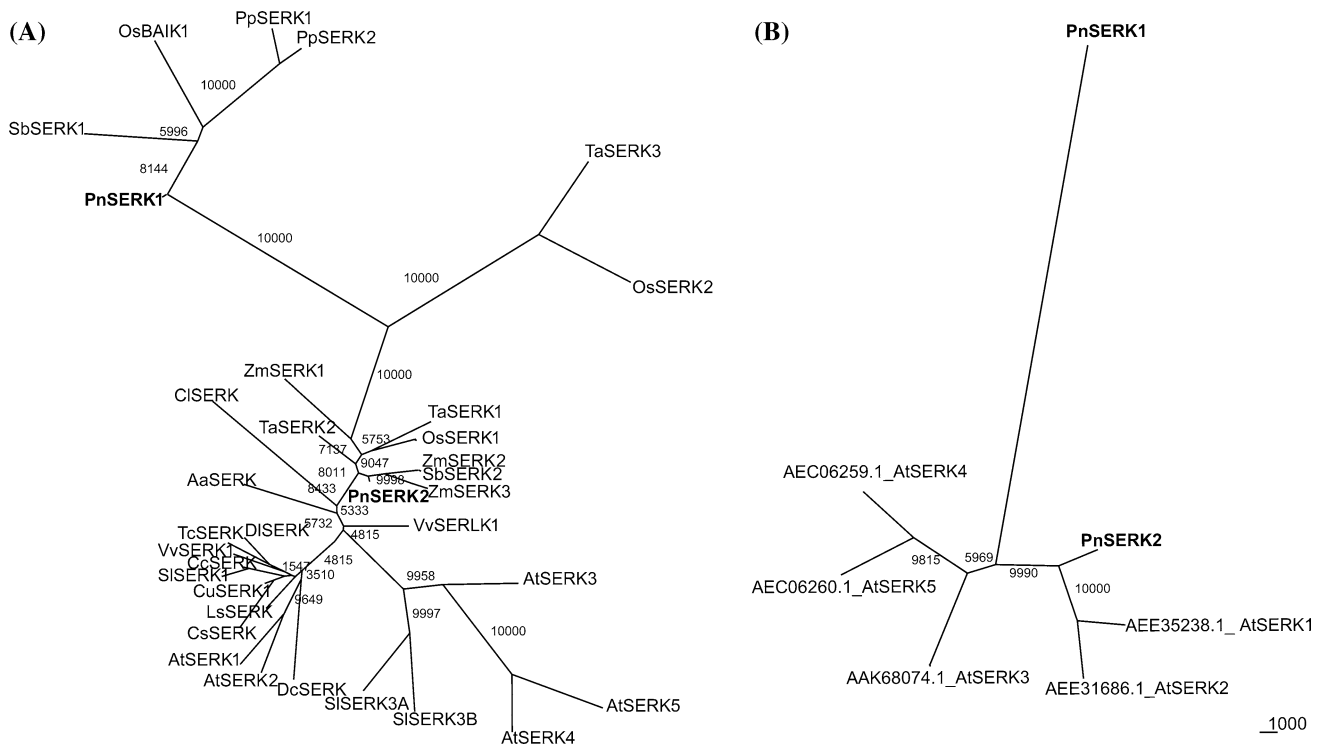 (A)
PpSERK1
OsBAIK1
PpSERK2
10000
SbSERK1
5996
8144
PnSERK1
TaSERK3
10000
10000
OsSERK2
ZmSERK1
10000
ClSERK
TaSERK1
TaSERK2
5753
OsSERK1
7137
9047
ZmSERK2
8011
SbSERK2
9998
AaSERK
8433
ZmSERK3
PnSERK2
5333
5732
VvSERLK1
TcSERK
DlSERK
4815
VvSERK1
4815
CcSERK
1547
SlSERK1
3510
9958
AtSERK3
CuSERK1
9649
LsSERK
9997
CsSERK
10000
AtSERK1
AtSERK2
DcSERK
SlSERK3A
AtSERK5
SlSERK3B
AtSERK4
(B)
PnSERK1
AEC06259.1_AtSERK4
PnSERK2
9815
5969
9990
AEC06260.1_AtSERK5
10000
AEE35238.1_ AtSERK1
AAK68074.1_AtSERK3
AEE31686.1_AtSERK2
1000